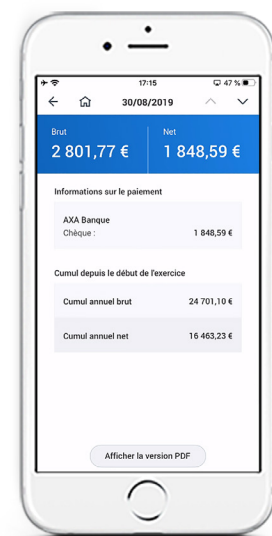 17:15 47 %
30/08/2019
Brut Net
2 801,77 € 1 848,59 €
Informations sur le paiement
AXA Banque
Chèque : 1 848,59 €
Cumul depuis le début de l'exercice
Cumul annuel brut 24 701,10 €
Cumul annuel net 16 463,23 €
Afficher la version PDF